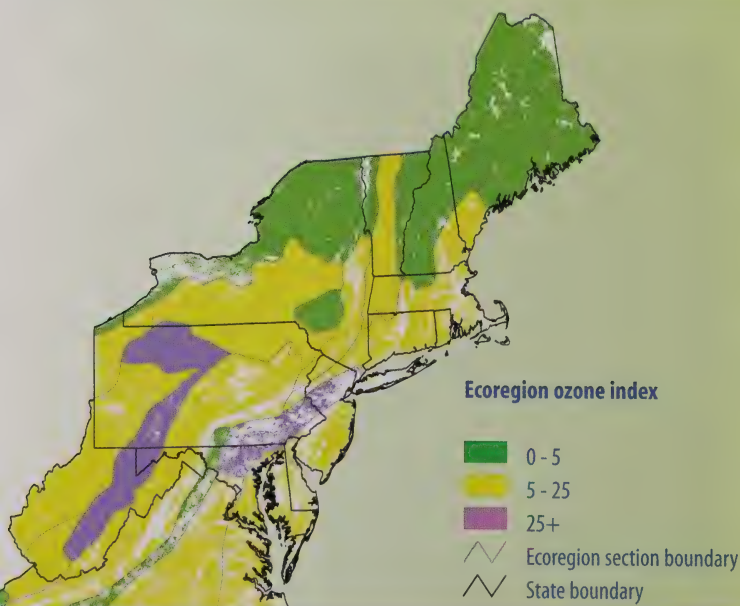 Ecoregion ozone index
0 - 5
5 - 25
25+
Ecoregion section boundary
State boundary